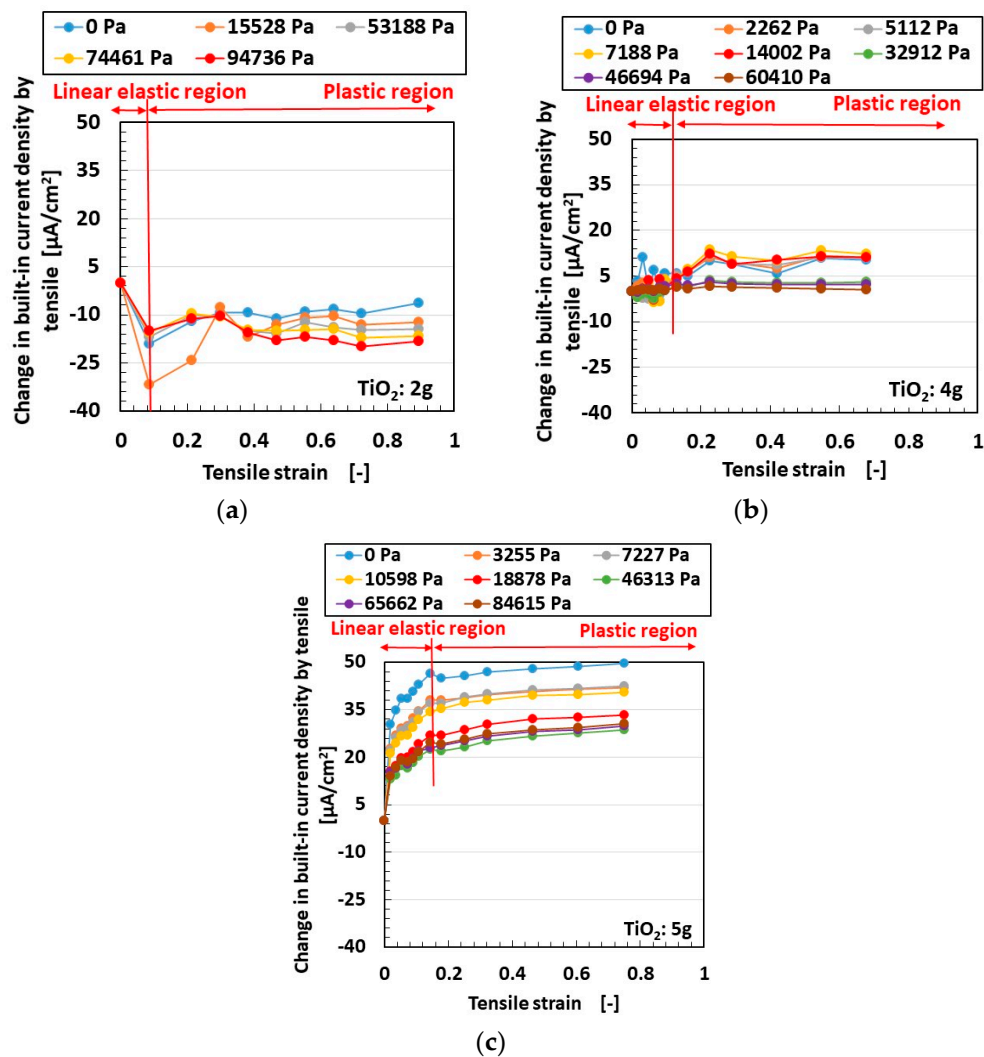 0 Pa 15528 Pa 53188 Pa
74461 Pa 94736 Pa
Linear elastic region Plastic region
Change in built-in current density by
tensile [µA/cm²]
50
35
20
5
-10
-25
-40
0 0.2 0.4 0.6 0.8 1
TiO₂: 2g
Tensile strain [-]
(a)
0 Pa 2262 Pa 5112 Pa
7188 Pa 14002 Pa 32912 Pa
46694 Pa 60410 Pa
Linear elastic region Plastic region
Change in built-in current density by
tensile [µA/cm²]
50
35
20
5
-10
-25
-40
0 0.2 0.4 0.6 0.8 1
TiO₂: 4g
Tensile strain [-]
(b)
0 Pa 3255 Pa 7227 Pa
10598 Pa 18878 Pa 46313 Pa
65662 Pa 84615 Pa
Linear elastic region Plastic region
Change in built-in current density by tensile
[µA/cm²]
50
35
20
5
-10
-25
-40
0 0.2 0.4 0.6 0.8 1
TiO₂: 5g
Tensile strain [-]
(c)